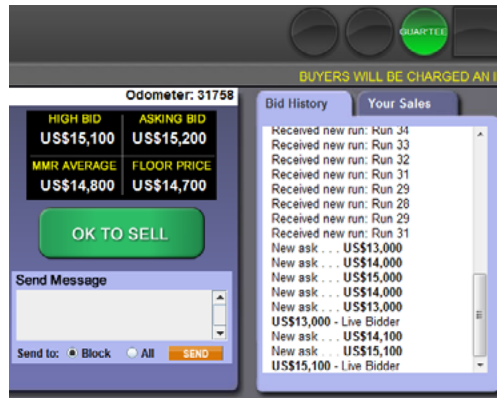 GUARTEE
BUYERS WILL BE CHARGED AN
Odometer: 31758
HIGH BID
ASKING BID
US$15,100
US$15,200
MMR AVERAGE
FLOOR PRICE
US$14,800
US$14,700
OK TO SELL
Send Message
Send to:
Block
All
SEND
Bid History
Your Sales
Received new run: Run 34
Received new run: Run 33
Received new run: Run 32
Received new run: Run 31
Received new run: Run 29
Received new run: Run 28
Received new run: Run 29
Received new run: Run 31
New ask . . . US$13,000
New ask . . . US$14,000
New ask . . . US$15,000
New ask . . . US$14,000
New ask . . . US$13,000
US$13,000 - Live Bidder
New ask . . . US$14,100
New ask . . . US$15,100
US$15,100 - Live Bidder